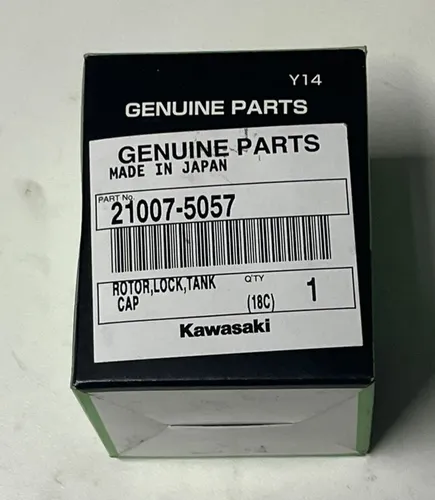 Y14
GENUINE PARTS
GENUINE PARTS
MADE IN JAPAN
PART No.
21007-5057
ROTOR,LOCK,TANK Q'TY
CAP (18C) 1
Kawasaki